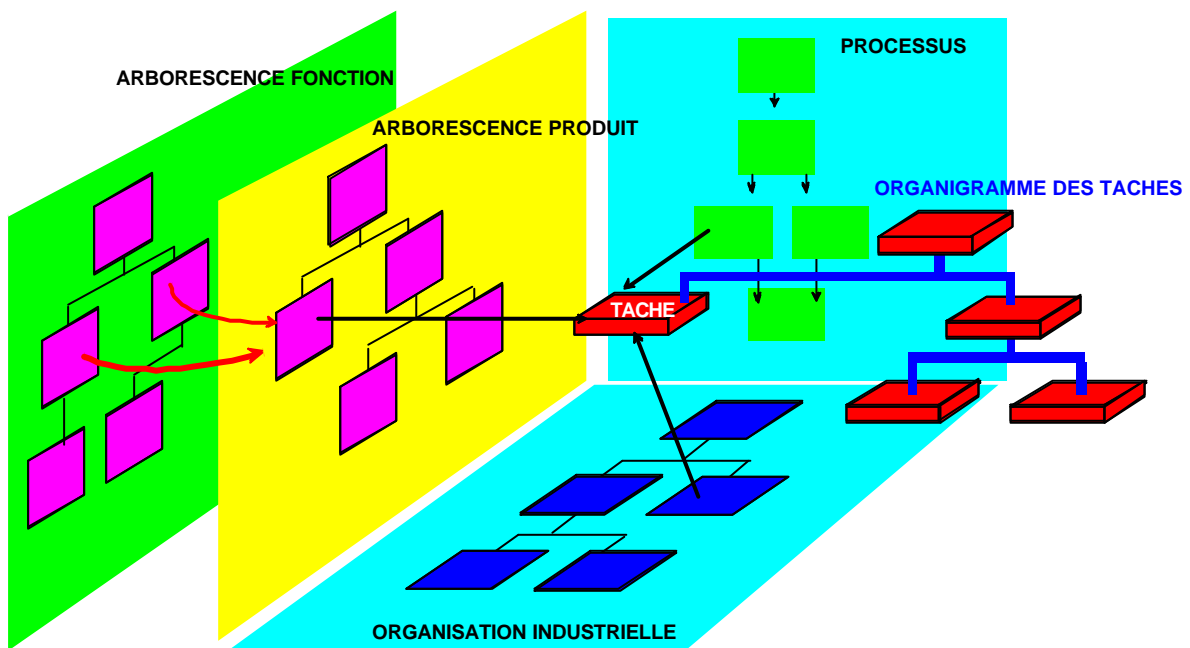 PROCESSUS
ARBORESCENCE FONCTION
ARBORESCENCE PRODUIT
ORGANIGRAMME DES TACHES
TACHE
ORGANISATION INDUSTRIELLE